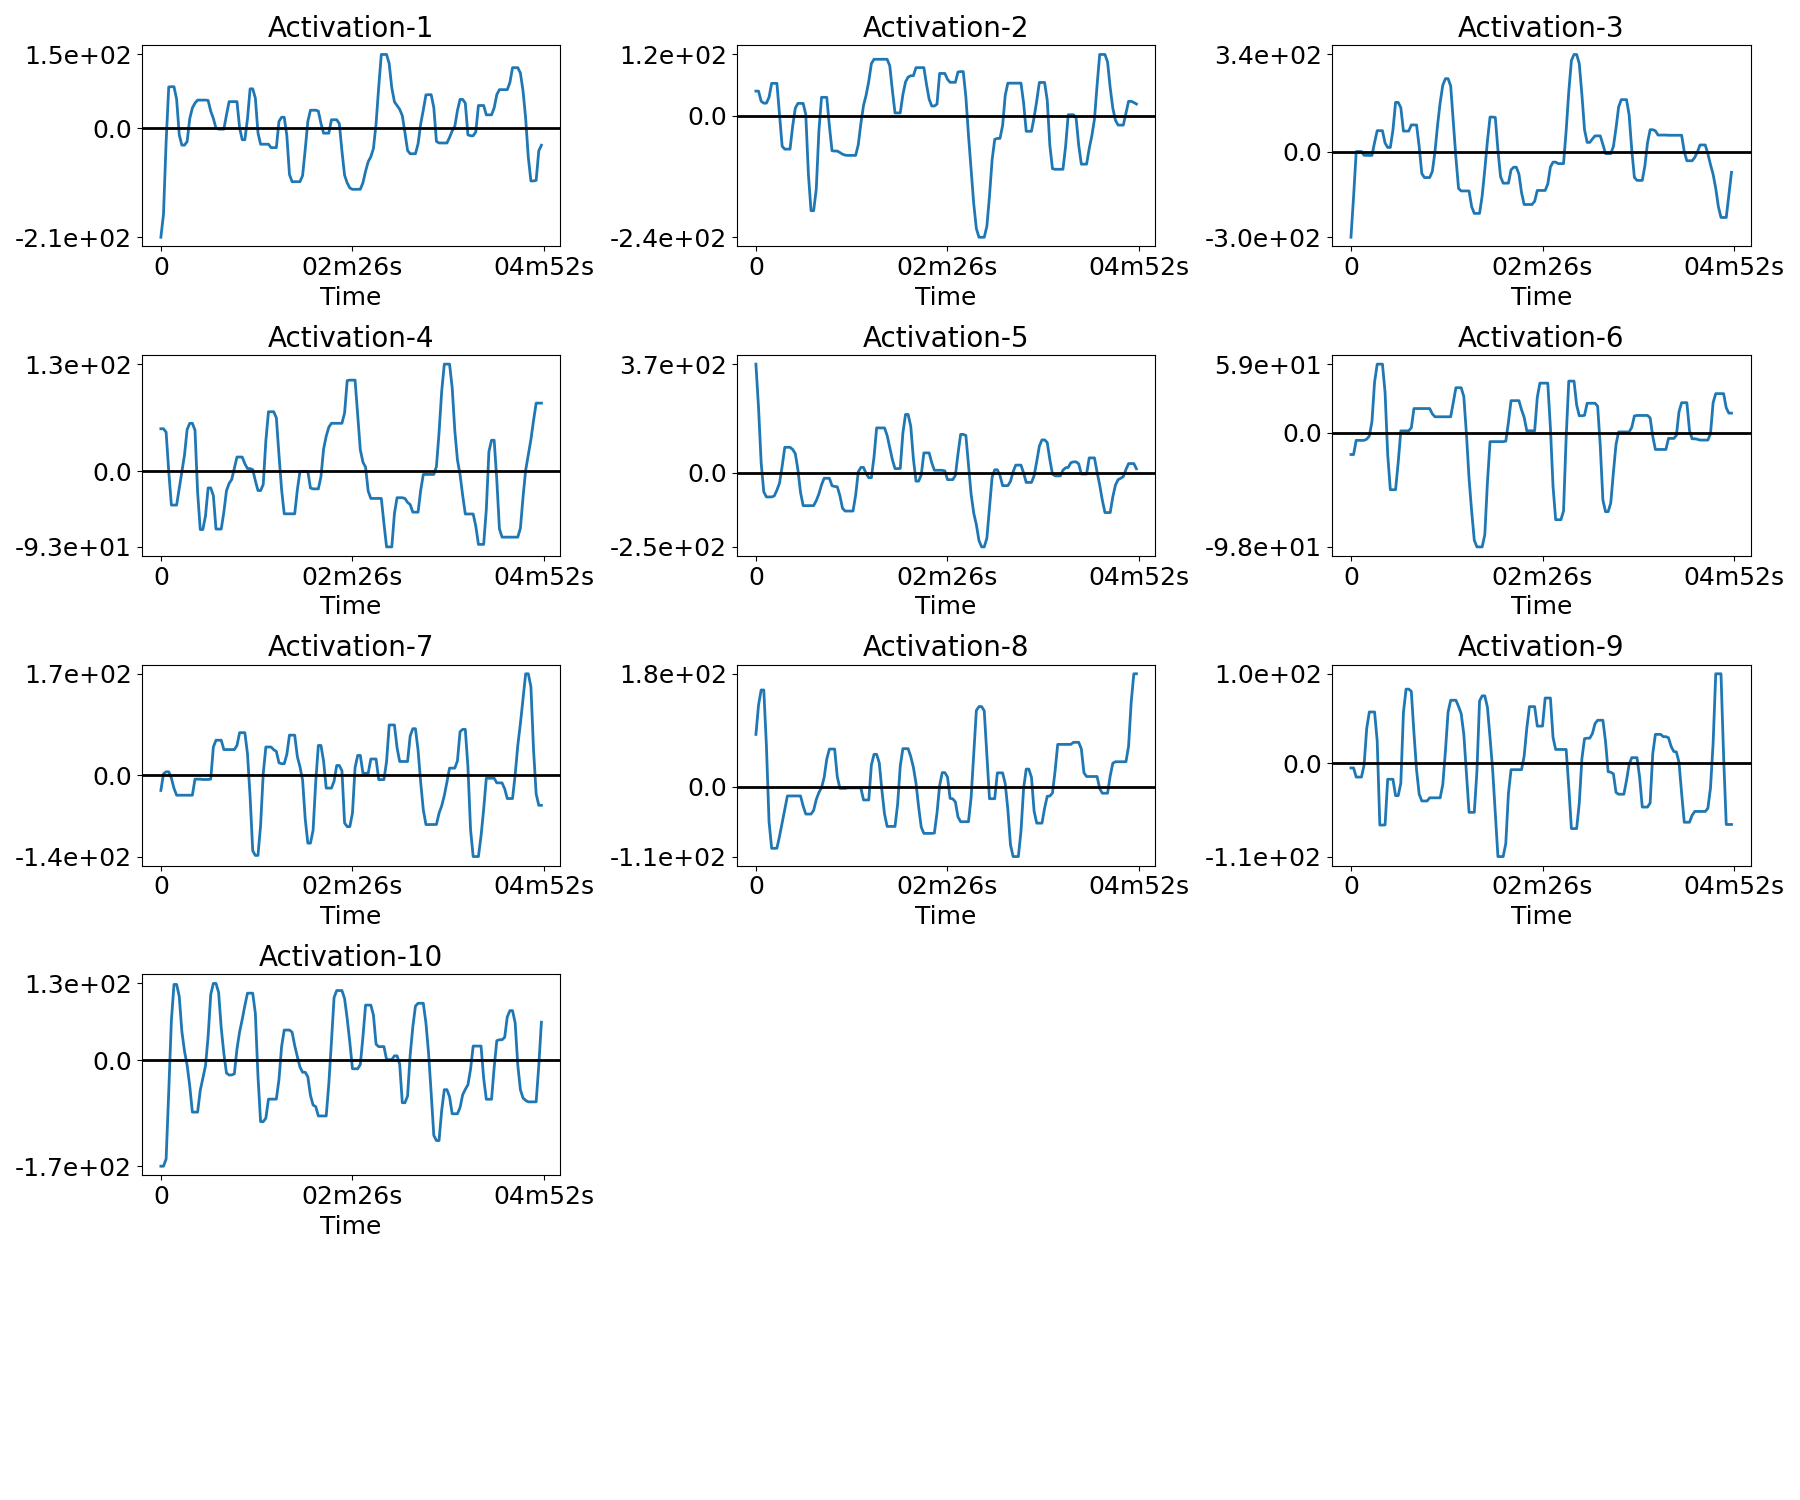 Activation-1
1.5e+02
0.0
-2.1e+02
0 02m26s 04m52s
Time
Activation-2
1.2e+02
0.0
-2.4e+02
0 02m26s 04m52s
Time
Activation-3
3.4e+02
0.0
-3.0e+02
0 02m26s 04m52s
Time
Activation-4
1.3e+02
0.0
-9.3e+01
0 02m26s 04m52s
Time
Activation-5
3.7e+02
0.0
-2.5e+02
0 02m26s 04m52s
Time
Activation-6
5.9e+01
0.0
-9.8e+01
0 02m26s 04m52s
Time
Activation-7
1.7e+02
0.0
-1.4e+02
0 02m26s 04m52s
Time
Activation-8
1.8e+02
0.0
-1.1e+02
0 02m26s 04m52s
Time
Activation-9
1.0e+02
0.0
-1.1e+02
0 02m26s 04m52s
Time
Activation-10
1.3e+02
0.0
-1.7e+02
0 02m26s 04m52s
Time